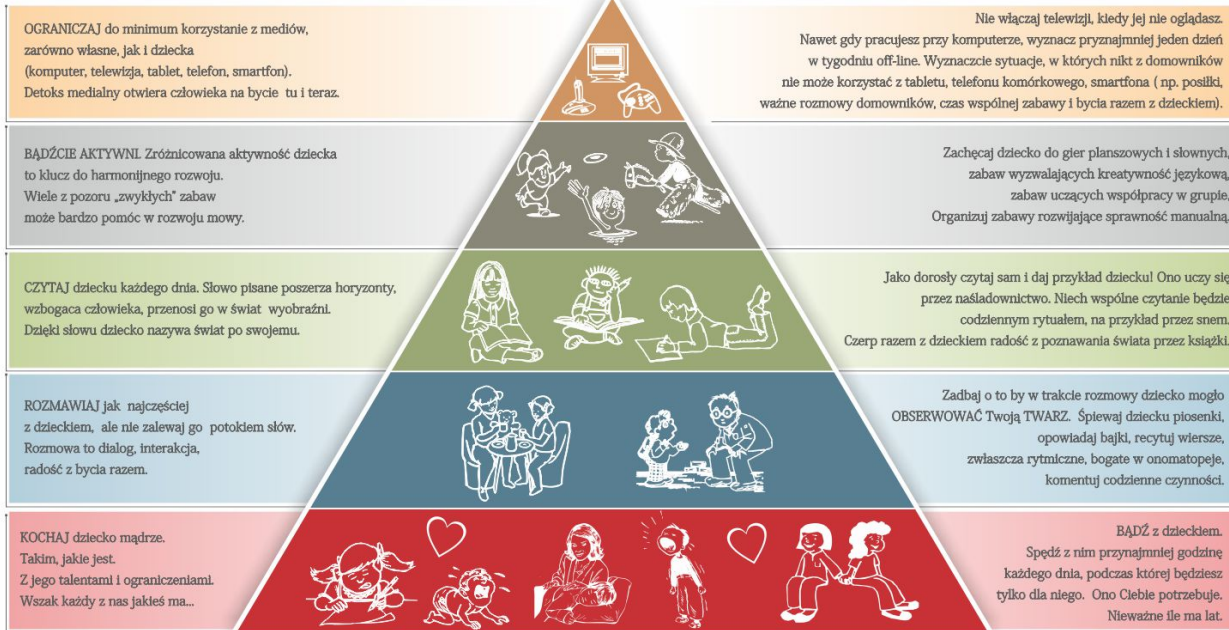 OGRANICZAJ do minimum korzystanie z mediów,
zarówno własne, jak i dziecka
(komputer, telewizja, tablet, telefon, smartfon).
Detoks medialny otwiera człowieka na bycie tu i teraz.
Nie włączaj telewizji, kiedy jej nie oglądasz.
Nawet gdy pracujesz przy komputerze, wyznacz pryznajmniej jeden dzień
w tygodniu off-line. Wyznaczcie sytuacje, w których nikt z domowników
nie może korzystać z tabletu, telefonu komórkowego, smartfona ( np. posiłki,
ważne rozmowy domowników, czas wspólnej zabawy i bycia razem z dzieckiem).
BĄDŹCIE AKTYWNI. Zróżnicowana aktywność dziecka
to klucz do harmonijnego rozwoju.
Wiele z pozoru „zwykłych" zabaw
może bardzo pomóc w rozwoju mowy.
Zachęcaj dziecko do gier planszowych i słownych,
zabaw wyzwalających kreatywność językową,
zabaw uczących współpracy w grupie.
Organizuj zabawy rozwijające sprawność manualną.
CZYTAJ dziecku każdego dnia. Słowo pisane poszerza horyzonty,
wzbogaca człowieka, przenosi go w świat wyobraźni.
Dzięki słowu dziecko nazywa świat po swojemu.
Jako dorosły czytaj sam i daj przykład dziecku! Ono uczy się
przez naśladownictwo. Niech wspólne czytanie będzie
codziennym rytuałem, na przykład przez snem.
Czerp razem z dzieckiem radość z poznawania świata przez książki.
ROZMAWIAJ jak najczęściej
z dzieckiem, ale nie zalewaj go potokiem słów.
Rozmowa to dialog, interakcja,
radość z bycia razem.
Zadbaj o to by w trakcie rozmowy dziecko mogło
OBSERWOWAĆ Twoją TWARZ. Śpiewaj dziecku piosenki,
opowiadaj bajki, recytuj wiersze,
zwłaszcza rytmiczne, bogate w onomatopeje,
komentuj codzienne czynności.
KOCHAJ dziecko mądrze.
Takim, jakie jest.
Z jego talentami i ograniczeniami.
Wszak każdy z nas jakieś ma...
BĄDŹ z dzieckiem.
Spędź z nim przynajmniej godzinę
każdego dnia, podczas której będziesz
tylko dla niego. Ono Ciebie potrzebuje.
Nieważne ile ma lat.